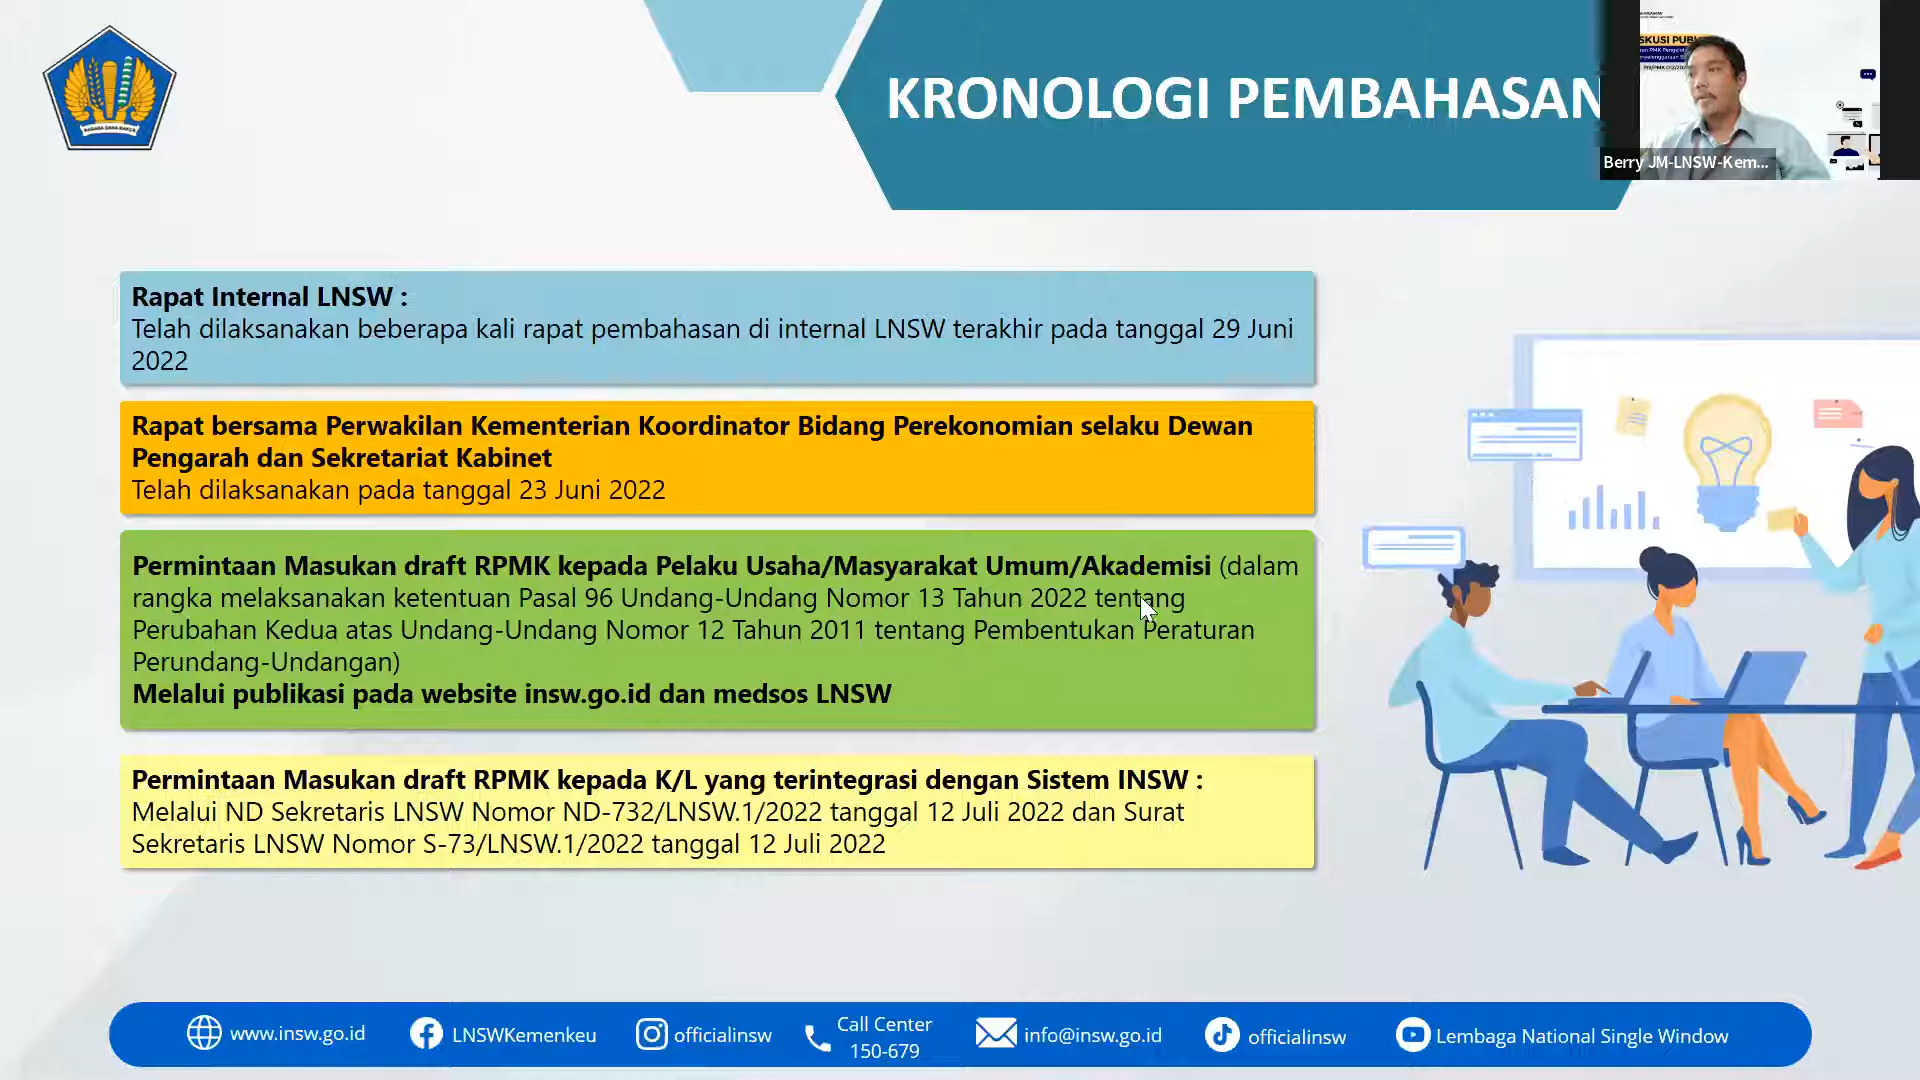 KRONOLOGI PEMBAHASAN
SKUSI PUBL
Berry JM-LNSW-Kem...
NAGARA DANA RAKCA
Rapat Internal LNSW :
Telah dilaksanakan beberapa kali rapat pembahasan di internal LNSW terakhir pada tanggal 29 Juni
2022
Rapat bersama Perwakilan Kementerian Koordinator Bidang Perekonomian selaku Dewan
Pengarah dan Sekretariat Kabinet
Telah dilaksanakan pada tanggal 23 Juni 2022
Permintaan Masukan draft RPMK kepada Pelaku Usaha/Masyarakat Umum/Akademisi (dalam
rangka melaksanakan ketentuan Pasal 96 Undang-Undang Nomor 13 Tahun 2022 tentang
Perubahan Kedua atas Undang-Undang Nomor 12 Tahun 2011 tentang Pembentukan Peraturan
Perundang-Undangan)
Melalui publikasi pada website insw.go.id dan medsos LNSW
Permintaan Masukan draft RPMK kepada K/L yang terintegrasi dengan Sistem INSW :
Melalui ND Sekretaris LNSW Nomor ND-732/LNSW.1/2022 tanggal 12 Juli 2022 dan Surat
Sekretaris LNSW Nomor S-73/LNSW.1/2022 tanggal 12 Juli 2022
www.insw.go.id
LNSWKemenkeu
officialinsw
Call Center
150-679
info@insw.go.id
officialinsw
Lembaga National Single Window